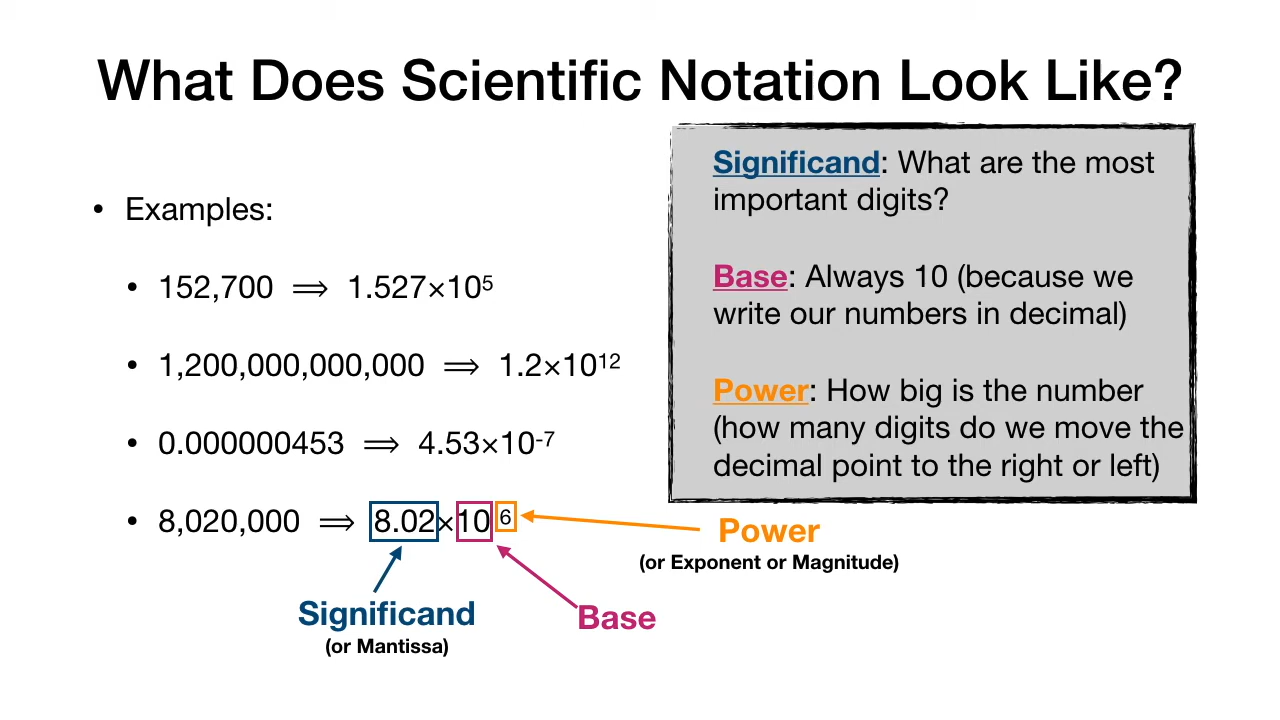 What Does Scientific Notation Look Like?
• Examples:
• 152,700 ⟹ 1.527×10⁵
• 1,200,000,000,000 ⟹ 1.2×10¹²
• 0.000000453 ⟹ 4.53×10⁻⁷
• 8,020,000 ⟹ 8.02×10⁶
Significand
(or Mantissa)
Base
Power
(or Exponent or Magnitude)
Significand: What are the most
important digits?
Base: Always 10 (because we
write our numbers in decimal)
Power: How big is the number
(how many digits do we move the
decimal point to the right or left)